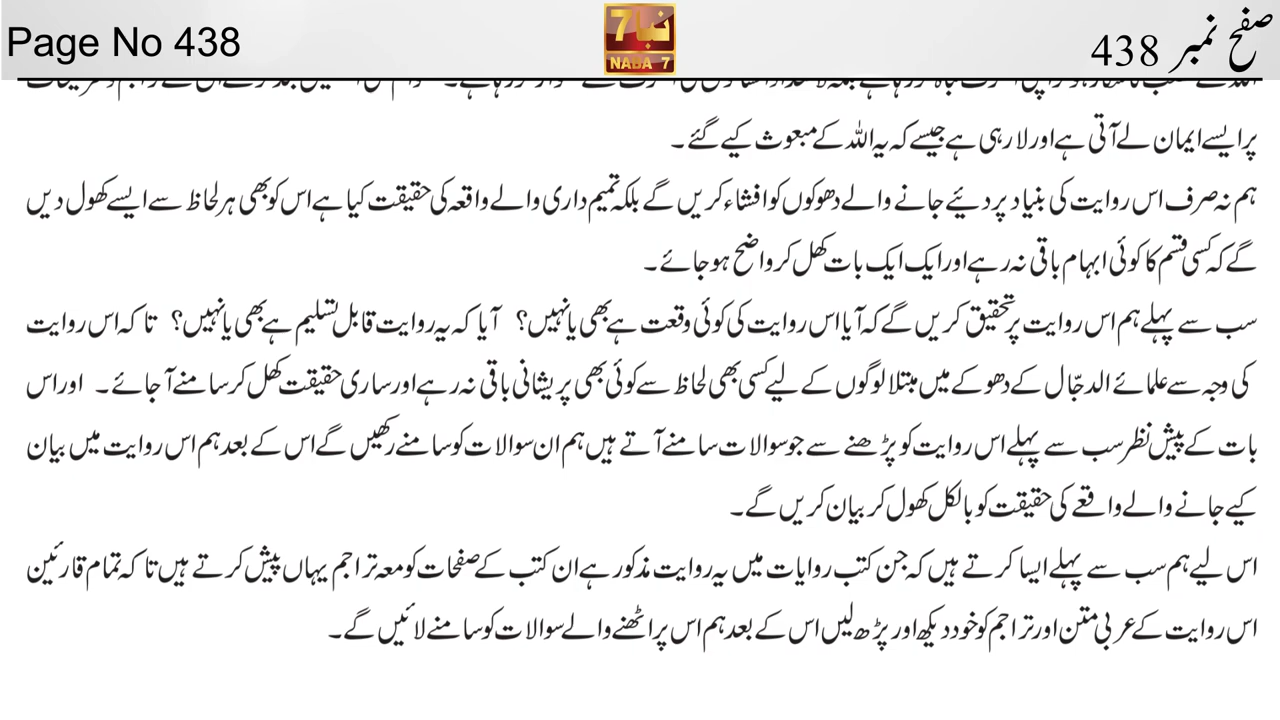 Page No 438
نبا 7
NABA 7
صفحہ نمبر 438
پر ایسے ایمان لے آتی ہے اور لا رہی ہے جیسے کہ یہ اللہ کے مبعوث کیے گئے۔
ہم نہ صرف اس روایت کی بنیاد پر دیئے جانے والے دھوکوں کو افشاء کریں گے بلکہ تمیم داری والے واقعہ کی حقیقت کیا ہے اس کو بھی ہر لحاظ سے ایسے کھول دیں
گے کہ کسی قسم کا کوئی ابہام باقی نہ رہے اور ایک ایک بات کھل کر واضح ہو جائے۔
سب سے پہلے ہم اس روایت پر تحقیق کریں گے کہ آیا اس روایت کی کوئی وقعت ہے بھی یا نہیں؟ آیا کہ یہ روایت قابل تسلیم ہے بھی یا نہیں؟ تا کہ اس روایت
کی وجہ سے علمائے الدجّال کے دھوکے میں مبتلا لوگوں کے لیے کسی بھی لحاظ سے کوئی بھی پریشانی باقی نہ رہے اور ساری حقیقت کھل کر سامنے آ جائے۔ اور اس
بات کے پیش نظر سب سے پہلے اس روایت کو پڑھنے سے جو سوالات سامنے آتے ہیں ہم ان سوالات کو سامنے رکھیں گے اس کے بعد ہم اس روایت میں بیان
کیے جانے والے واقعے کی حقیقت کو بالکل کھول کر بیان کریں گے۔
اس لیے ہم سب سے پہلے ایسا کرتے ہیں کہ جن کتب روایات میں یہ روایت مذکور ہے ان کتب کے صفحات کو معہ تراجم یہاں پیش کرتے ہیں تا کہ تمام قارئین
اس روایت کے عربی متن اور تراجم کو خود دیکھ اور پڑھ لیں اس کے بعد ہم اس پر اٹھنے والے سوالات کو سامنے لائیں گے۔